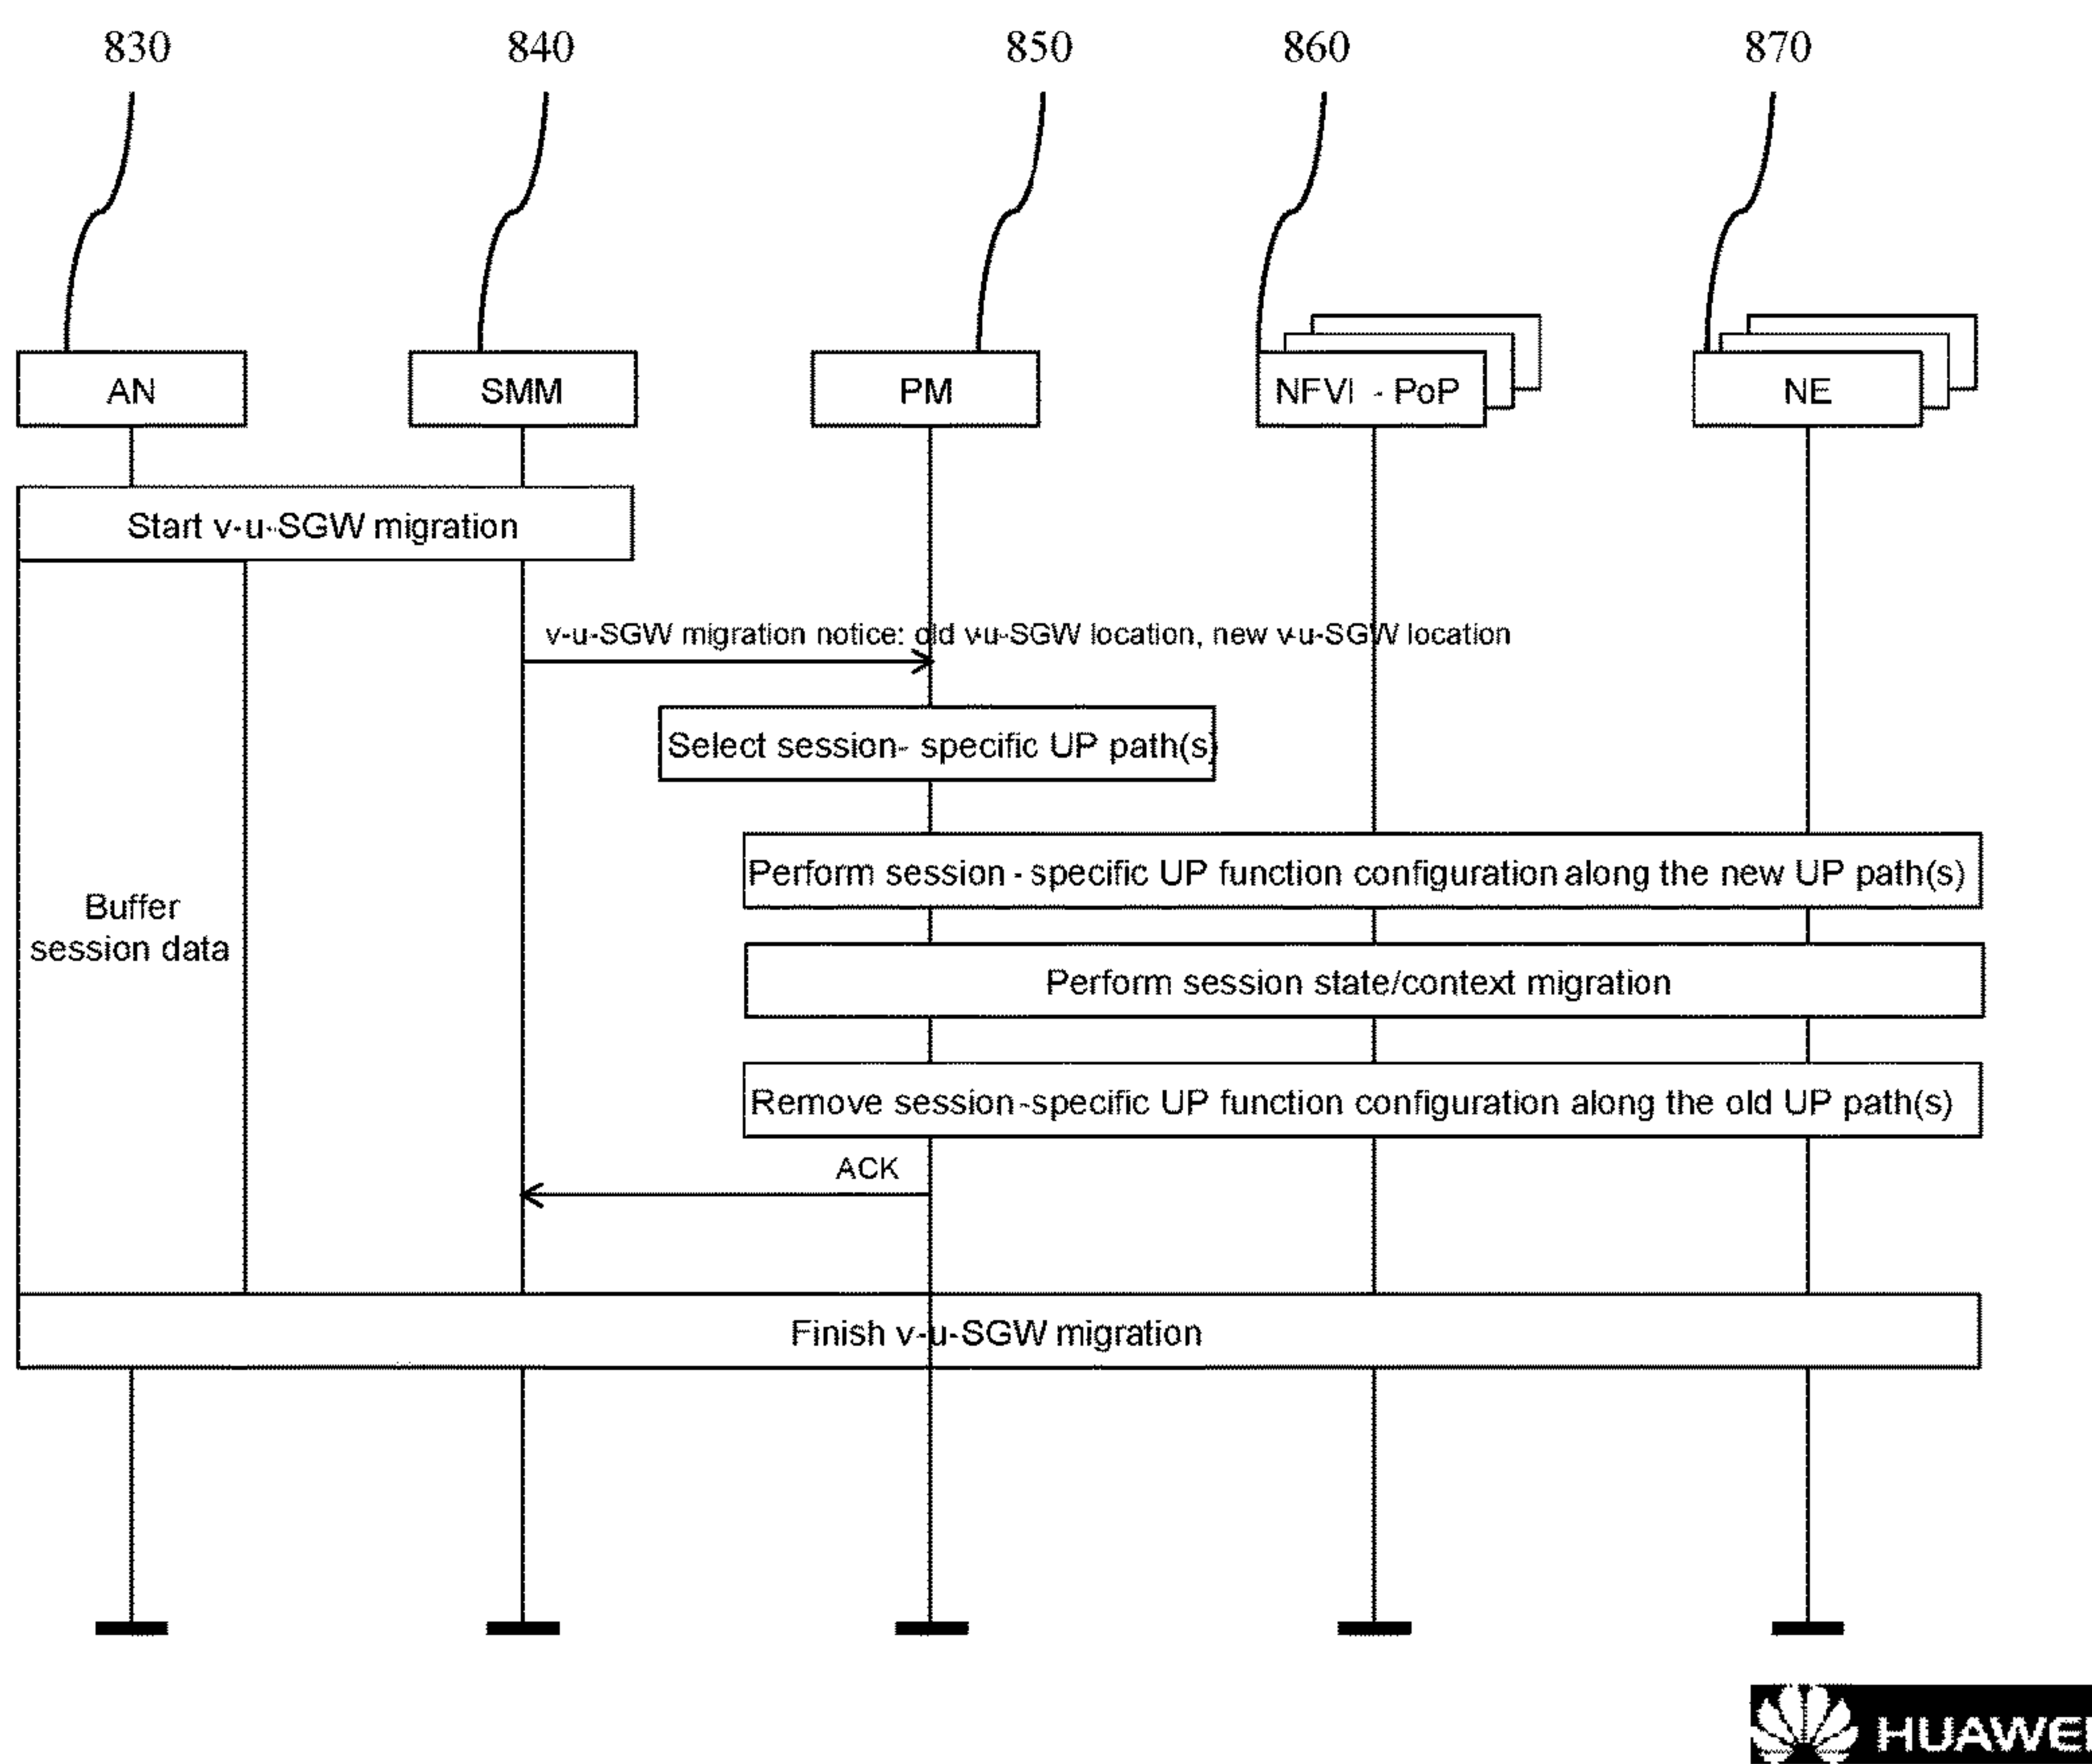 830 840 850 860 870
AN SMM PM NFVI - PoP NE
Start v-u-SGW migration
v-u-SGW migration notice: old v-u-SGW location, new v-u-SGW location
Select session- specific UP path(s)
Perform session - specific UP function configuration along the new UP path(s)
Buffer
session data
Perform session state/context migration
Remove session-specific UP function configuration along the old UP path(s)
ACK
Finish v-u-SGW migration
HUAWEI